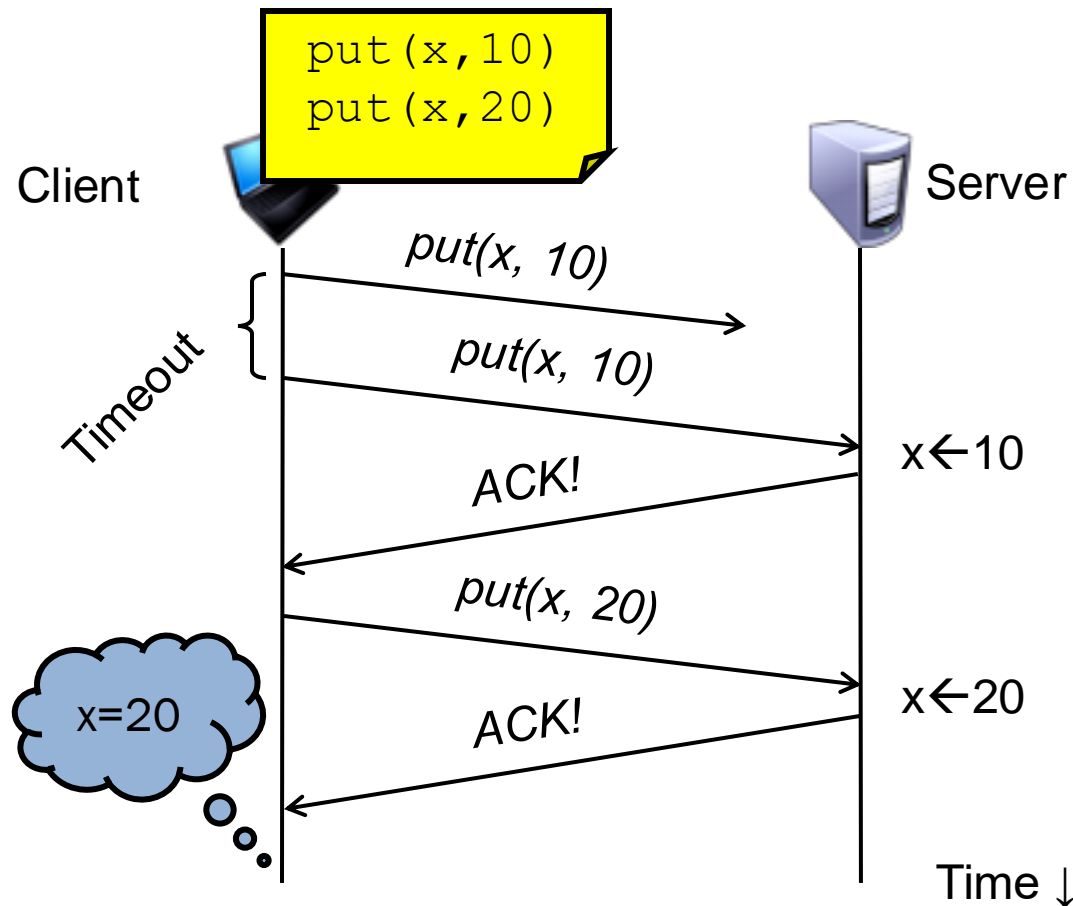 put(x,10)
put(x,20)
Client
Server
put(x, 10)
Timeout
put(x, 10)
x←10
ACK!
put(x, 20)
x←20
x=20
ACK!
Time ↓